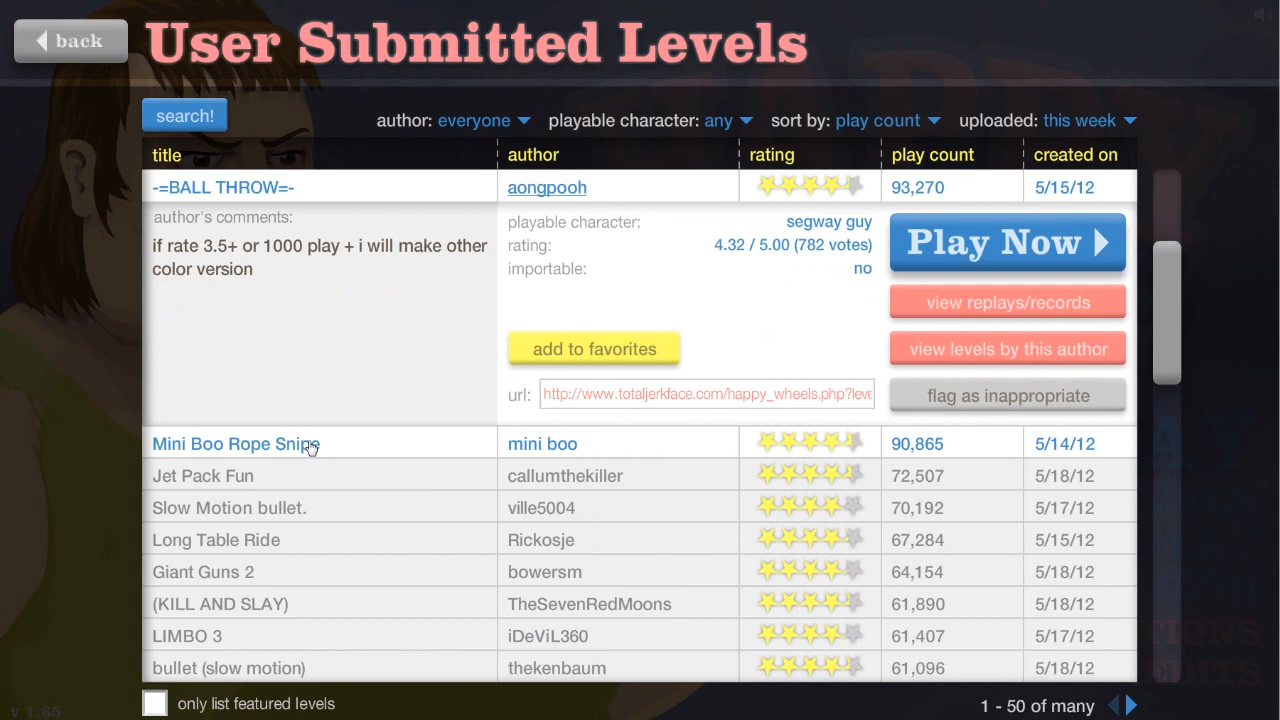 back
User Submitted Levels
search!
author: everyone playable character: any sort by: play count uploaded: this week
title author rating play count created on
-=BALL THROW=- aongpooh 93,270 5/15/12
author's comments:
if rate 3.5+ or 1000 play + i will make other
color version
playable character: segway guy
rating: 4.32 / 5.00 (782 votes)
importable: no
Play Now
view replays/records
add to favorites
view levels by this author
url: http://www.totaljerkface.com/happy_wheels.php?leve
flag as inappropriate
Mini Boo Rope Snipe mini boo 90,865 5/14/12
Jet Pack Fun callumthekiller 72,507 5/18/12
Slow Motion bullet. ville5004 70,192 5/17/12
Long Table Ride Rickosje 67,284 5/15/12
Giant Guns 2 bowersm 64,154 5/18/12
(KILL AND SLAY) TheSevenRedMoons 61,890 5/18/12
LIMBO 3 iDeViL360 61,407 5/17/12
bullet (slow motion) thekenbaum 61,096 5/18/12
only list featured levels
1 - 50 of many
v 1.65